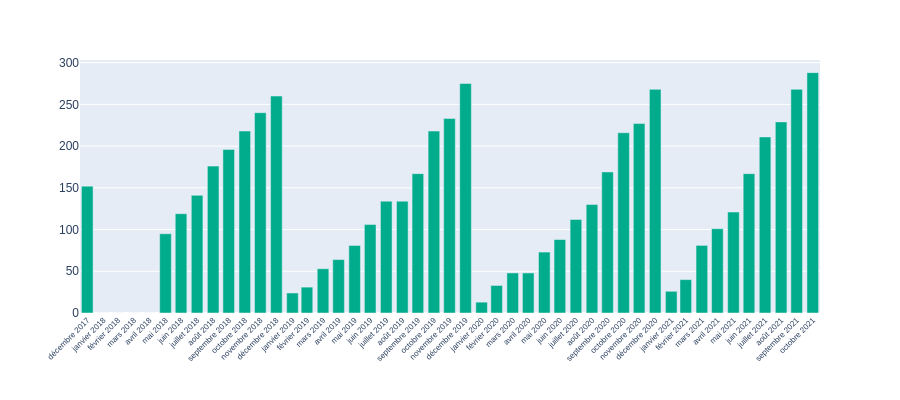 300
250
200
150
100
50
0
décembre 2017
janvier 2018
février 2018
mars 2018
avril 2018
mai 2018
juin 2018
juillet 2018
août 2018
septembre 2018
octobre 2018
novembre 2018
décembre 2018
janvier 2019
février 2019
mars 2019
avril 2019
mai 2019
juin 2019
juillet 2019
août 2019
septembre 2019
octobre 2019
novembre 2019
décembre 2019
janvier 2020
février 2020
mars 2020
avril 2020
mai 2020
juin 2020
juillet 2020
août 2020
septembre 2020
octobre 2020
novembre 2020
décembre 2020
janvier 2021
février 2021
mars 2021
avril 2021
mai 2021
juin 2021
juillet 2021
août 2021
septembre 2021
octobre 2021